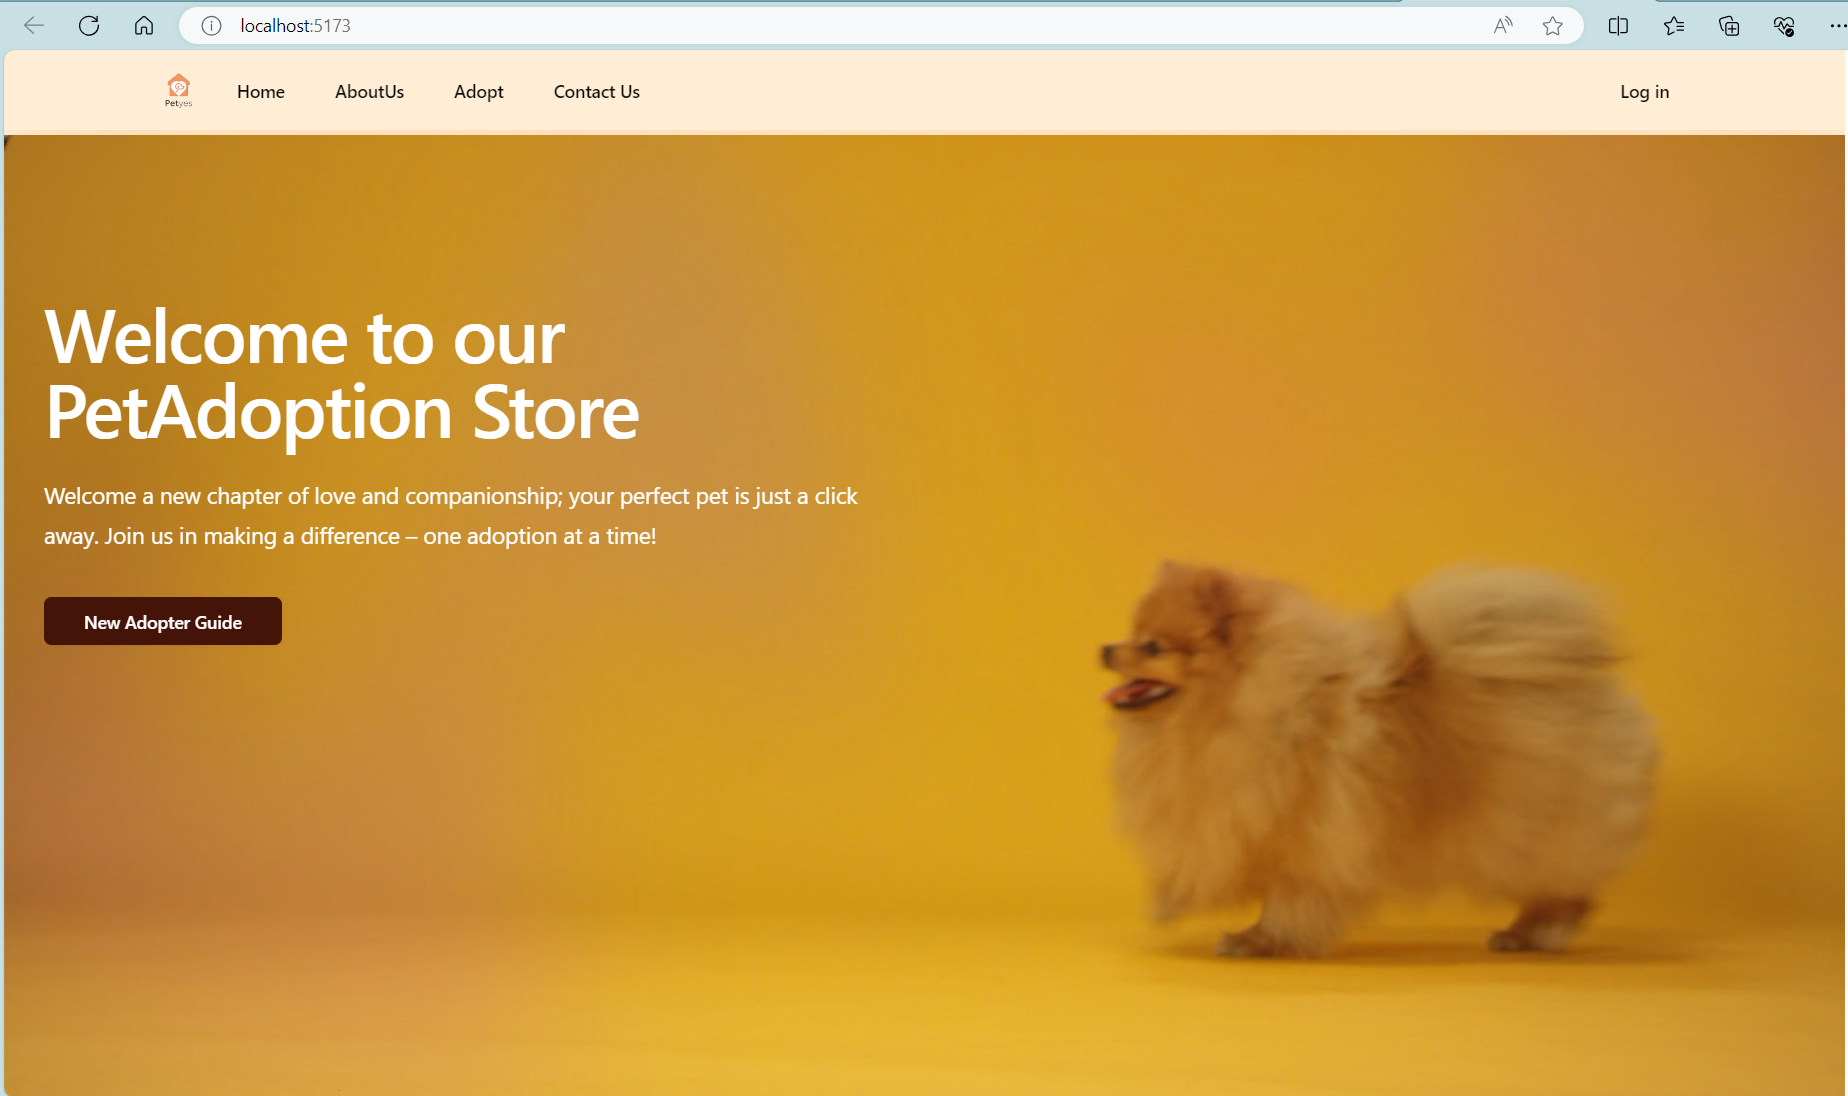 localhost:5173
Petyes
Home
AboutUs
Adopt
Contact Us
Log in
Welcome to our
PetAdoption Store
Welcome a new chapter of love and companionship; your perfect pet is just a click
away. Join us in making a difference – one adoption at a time!
New Adopter Guide